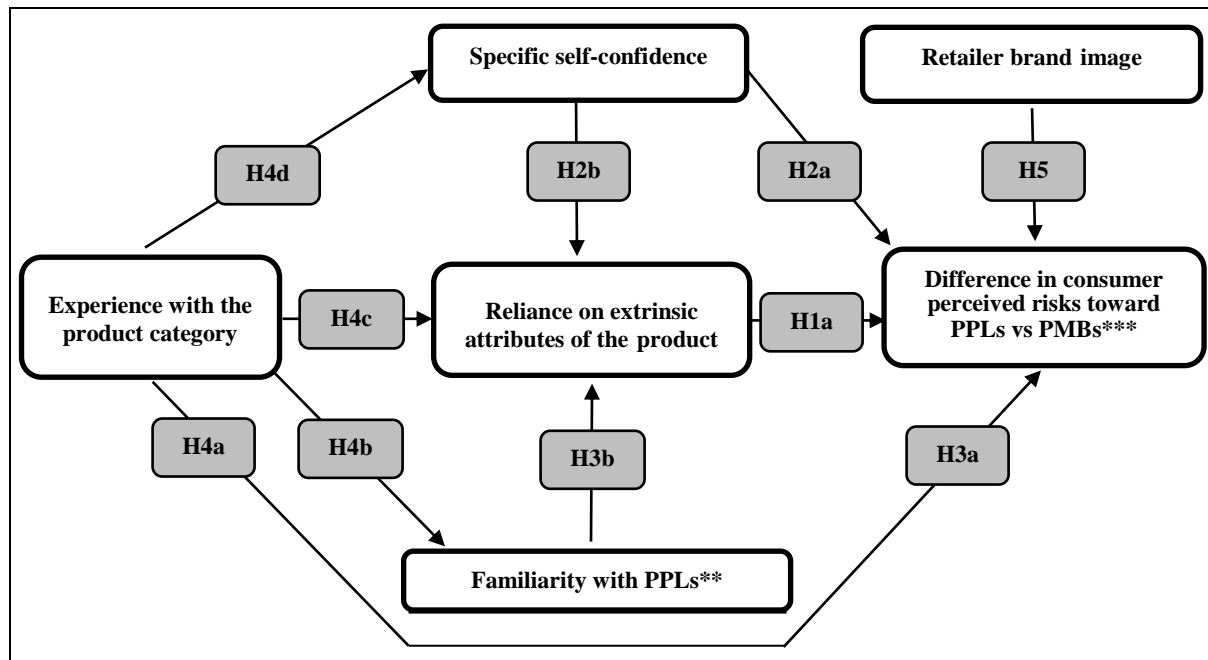 Specific self-confidence
Retailer brand image
H4d
H2b
H2a
H5
Experience with the
product category
H4c
Reliance on extrinsic
attributes of the product
H1a
Difference in consumer
perceived risks toward
PPLs vs PMBs***
H4a
H4b
H3b
H3a
Familiarity with PPLs**